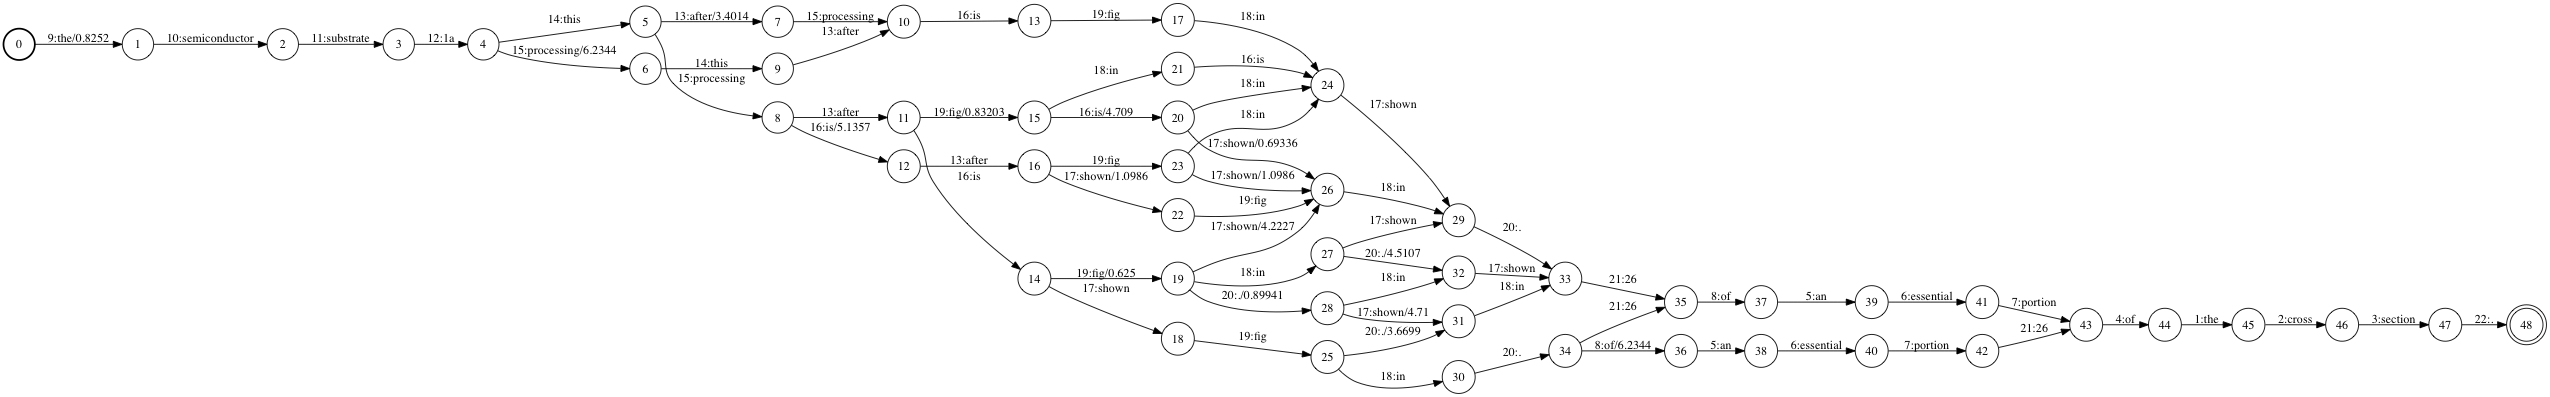 0 9:the/0.8252 1 10:semiconductor 2 11:substrate 3 12:1a 4
14:this 5 13:after/3.4014 7 15:processing 10 16:is 13 19:fig 17 18:in
15:processing/6.2344 6 14:this 9 13:after
15:processing
18:in 21 16:is 24 17:shown
8 13:after 11 19:fig/0.83203 15 16:is/4.709 20 18:in
16:is/5.1357 18:in
17:shown/0.69336
12 13:after 16 19:fig 23 17:shown/1.0986 26 18:in 29 20:.
16:is 17:shown/1.0986 22 19:fig
17:shown/4.2227
17:shown
14 19:fig/0.625 19 18:in 27 20:./4.5107 32 17:shown 33 21:26
17:shown 20:./0.89941 28 18:in
17:shown/4.71 31 18:in
18 19:fig 25 20:./3.6699
18:in 30 20:. 34 21:26
35 8:of 37 5:an 39 6:essential 41 7:portion
8:of/6.2344 36 5:an 38 6:essential 40 7:portion 42 21:26
43 4:of 44 1:the 45 2:cross 46 3:section 47 22:. 48